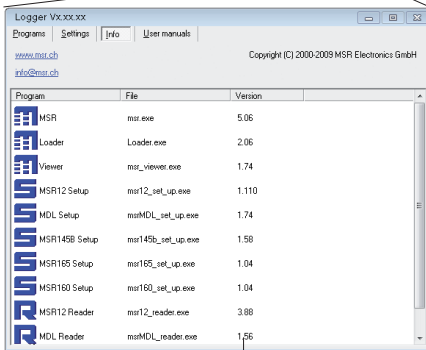 Logger Vx.xx.xx
Programs Settings Info User manuals
www.msr.ch Copyright (C) 2000-2009 MSR Electronics GmbH
info@msr.ch
Program File Version
MSR msr.exe 5.06
Loader Loader.exe 2.06
Viewer msr_viewer.exe 1.74
S MSR12 Setup msr12_set_up.exe 1.110
S MDL Setup msrMDL_set_up.exe 1.74
S MSR145B Setup msr145b_set_up.exe 1.58
S MSR165 Setup msr165_set_up.exe 1.04
S MSR160 Setup msr160_set_up.exe 1.04
R MSR12 Reader msr12_reader.exe 3.88
R MDL Reader msrMDL_reader.exe 1.56